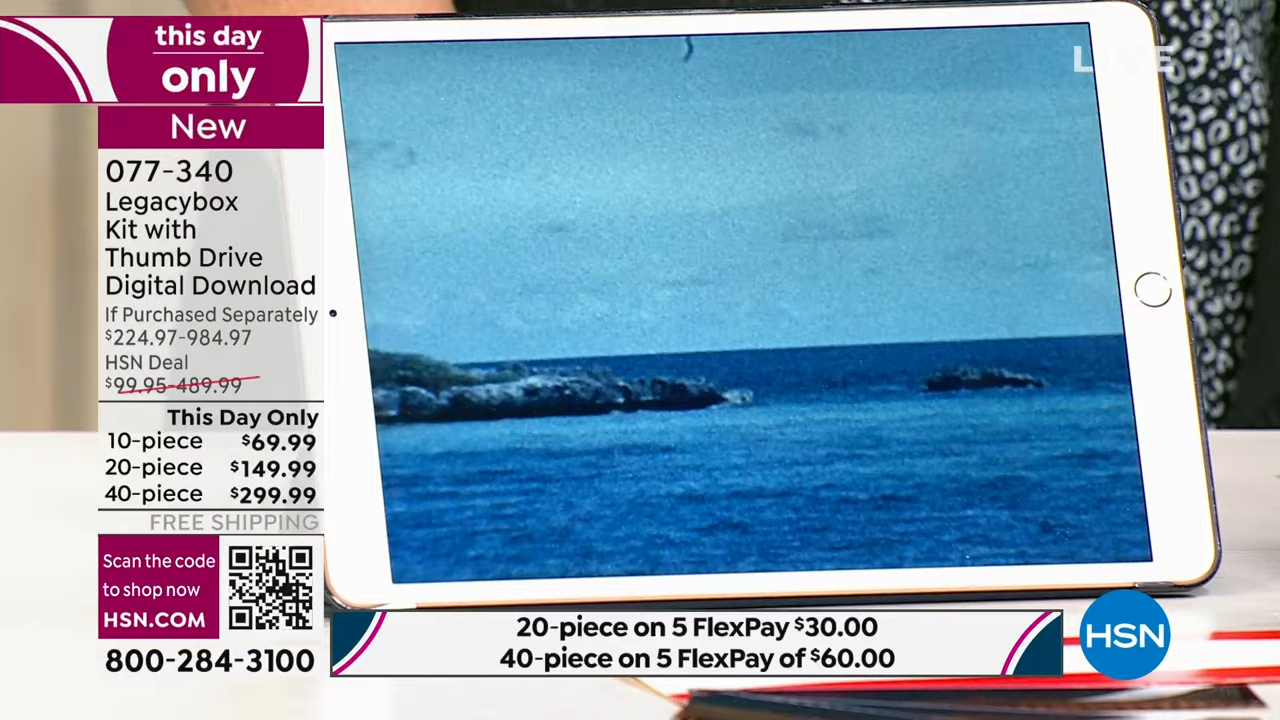 this day
only
New
077-340
Legacybox
Kit with
Thumb Drive
Digital Download
If Purchased Separately
$224.97-984.97
HSN Deal
$99.95-489.99
This Day Only
10-piece $69.99
20-piece $149.99
40-piece $299.99
FREE SHIPPING
Scan the code
to shop now
HSN.COM
800-284-3100
LIVE
20-piece on 5 FlexPay $30.00
40-piece on 5 FlexPay of $60.00
HSN